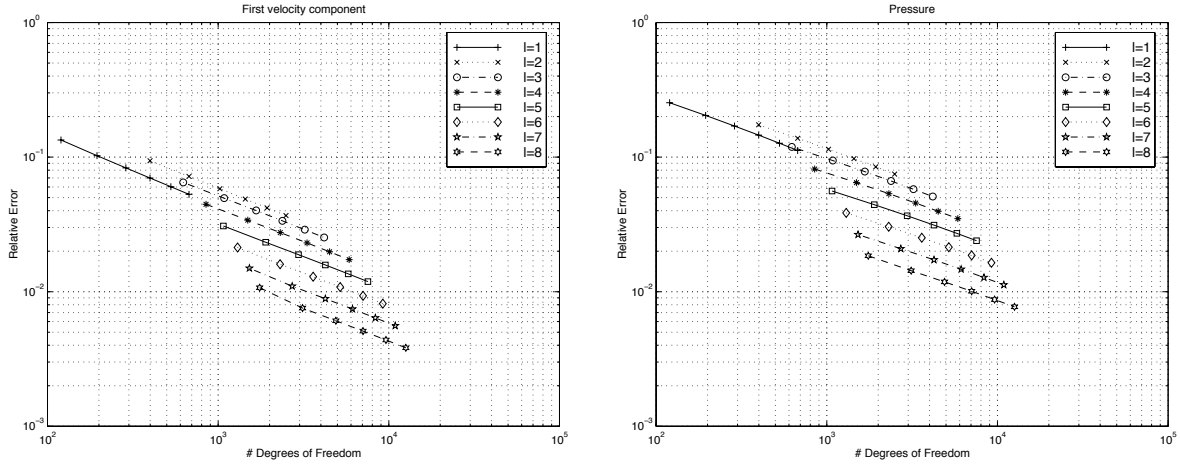 First velocity component
10^0
10^-1
10^-2
10^-3
Relative Error
10^2
10^3
10^4
10^5
# Degrees of Freedom
l=1
l=2
l=3
l=4
l=5
l=6
l=7
l=8
Pressure
10^0
10^-1
10^-2
10^-3
Relative Error
10^2
10^3
10^4
10^5
# Degrees of Freedom
l=1
l=2
l=3
l=4
l=5
l=6
l=7
l=8